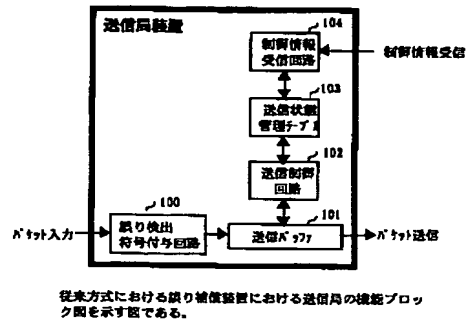 送信局装置
104
制御情報
受信回路
制御情報受信
103
送信状態
管理テーブル
102
送信制御
回路
100
101
パケット入力
誤り検出
符号付与回路
送信バッファ
パケット送信
従来方式における誤り補償装置における送信局の機能ブロッ
ク図を示す図である。